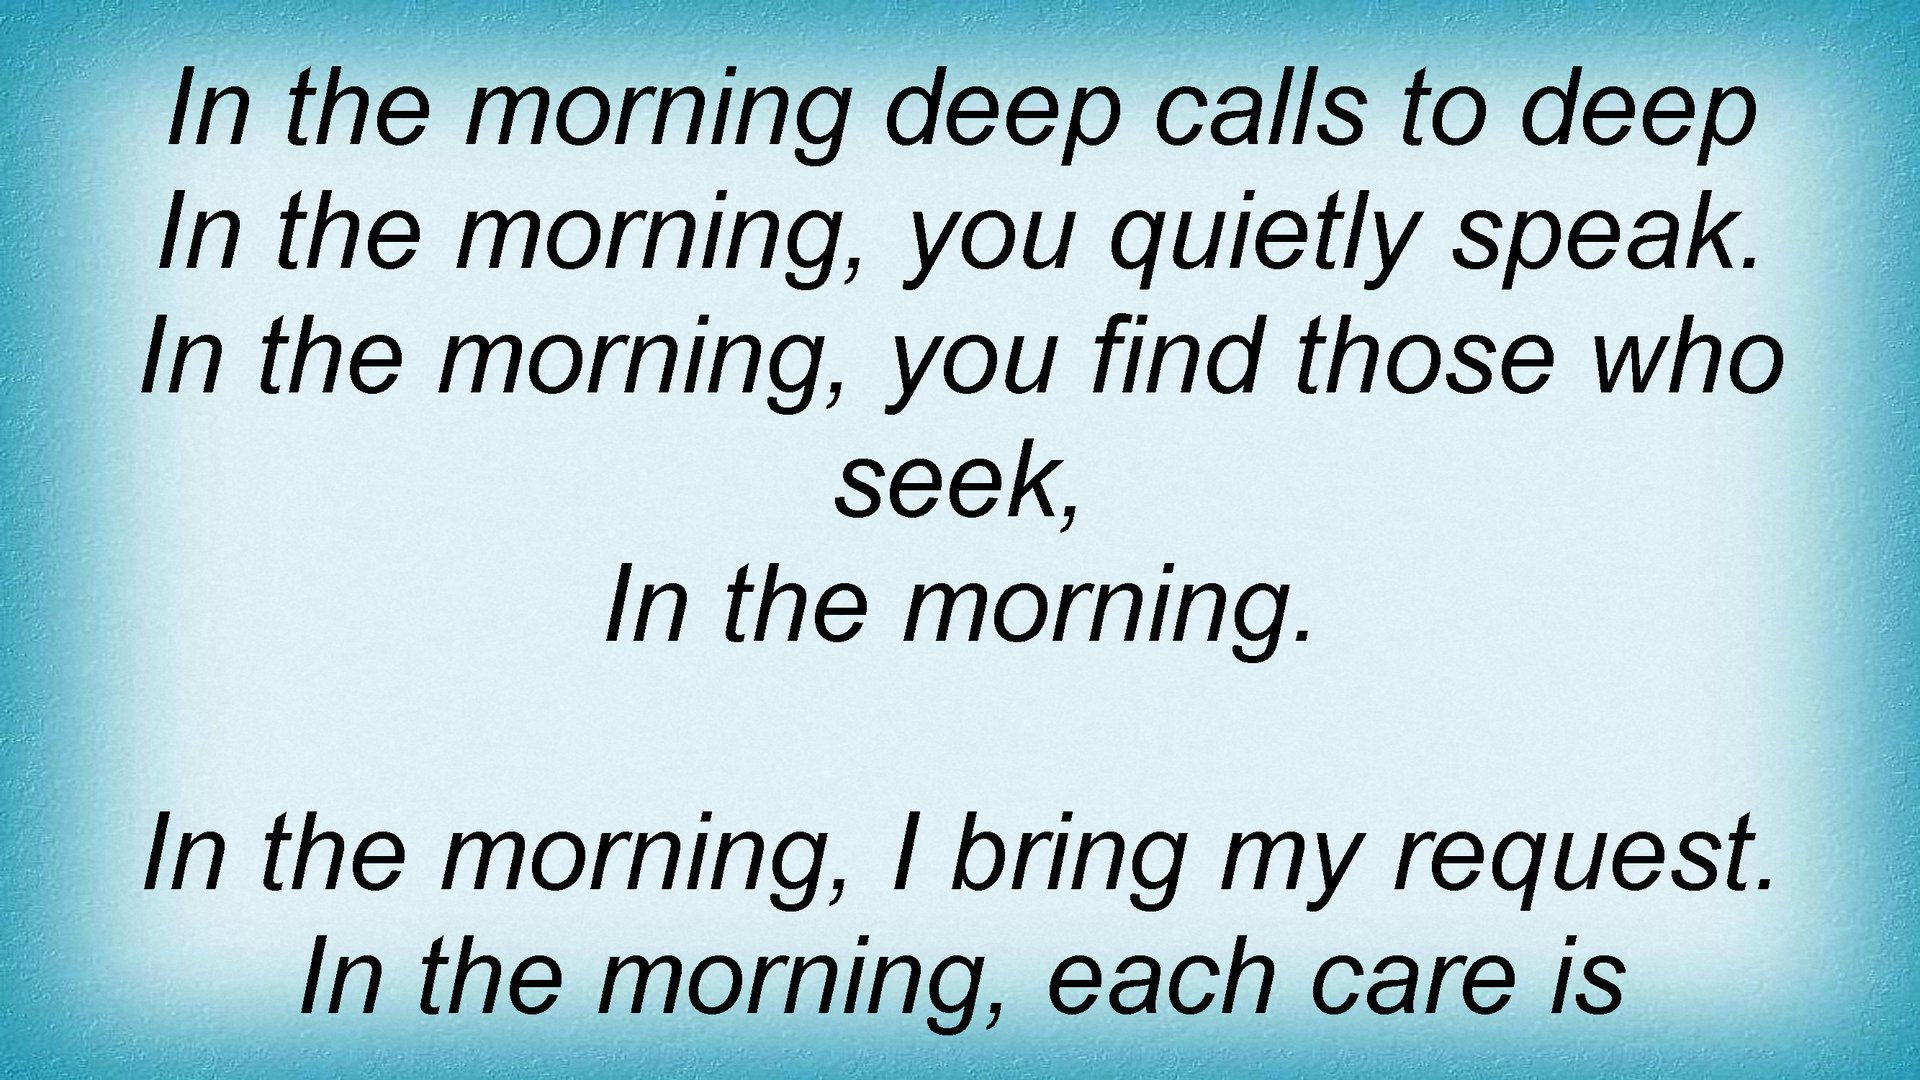 In the morning deep calls to deep
In the morning, you quietly speak.
In the morning, you find those who
seek,
In the morning.
In the morning, I bring my request.
In the morning, each care is